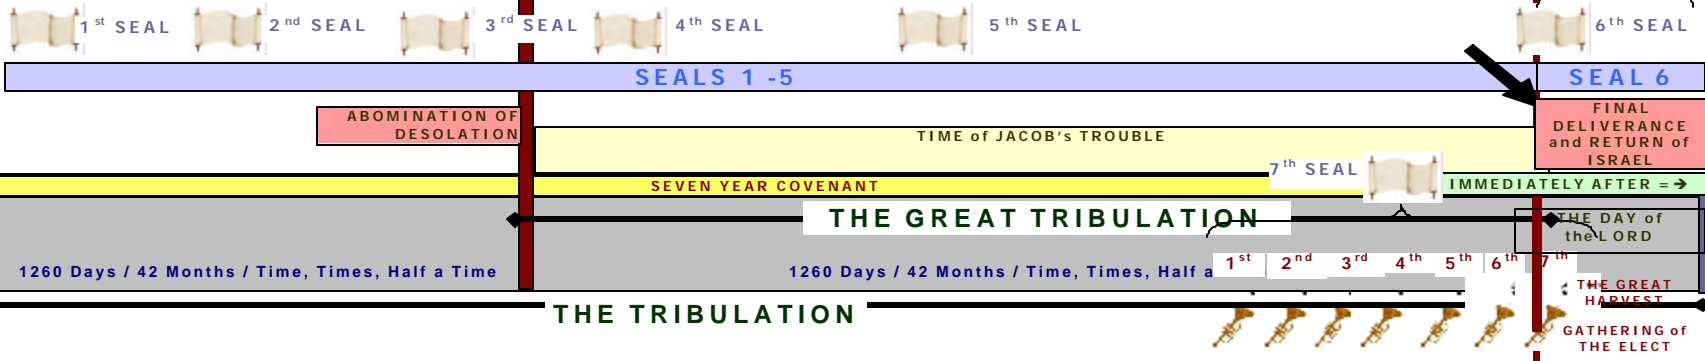 1st SEAL
2nd SEAL
3rd SEAL
4th SEAL
5th SEAL
6th SEAL
SEALS 1 -5
SEAL 6
ABOMINATION OF
DESOLATION
TIME of JACOB's TROUBLE
FINAL
DELIVERANCE
and RETURN of
ISRAEL
7th SEAL
SEVEN YEAR COVENANT
IMMEDIATELY AFTER = →
THE GREAT TRIBULATION
THE DAY of
the LORD
1260 Days / 42 Months / Time, Times, Half a Time
1260 Days / 42 Months / Time, Times, Half a
1st
2nd
3rd
4th
5th
6th
7th
THE GREAT
HARVEST
THE TRIBULATION
GATHERING of
THE ELECT